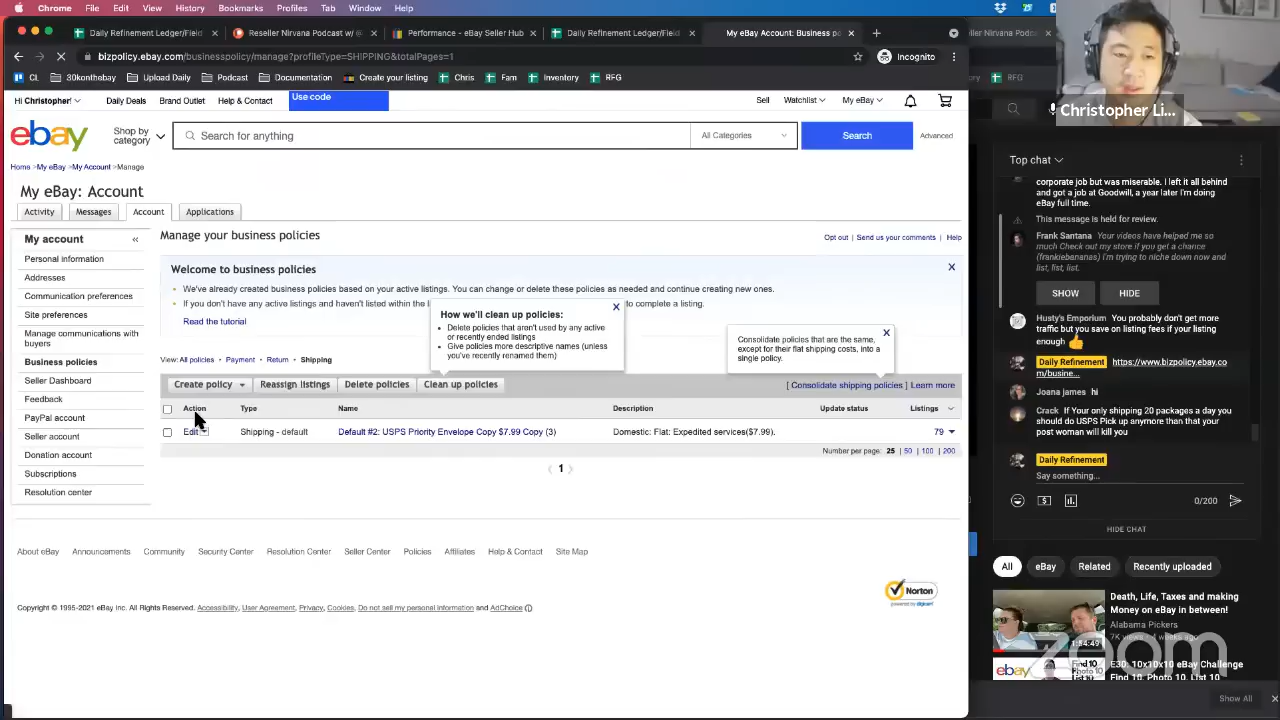 Chrome File Edit View History Bookmarks Profiles Tab Window Help
Daily Refinement Ledger/Field
Reseller Nirvana Podcast w/ @
Performance - eBay Seller Hub
Daily Refinement Ledger/Field
My eBay Account: Business po
bizpolicy.ebay.com/businesspolicy/manage?profileType=SHIPPING&totalPages=1
Incognito
CL 30konthebay Upload Daily Podcast Documentation Create your listing Chris Fam Inventory RFG
Hi Christopher! Daily Deals Brand Outlet Help & Contact
Use code
Sell Watchlist My eBay
ebay
Shop by
category
Search for anything
All Categories
Search
Advanced
Home >My eBay >My Account >Manage
My eBay: Account
Activity Messages Account Applications
My account «
Personal information
Addresses
Communication preferences
Site preferences
Manage communications with
buyers
Business policies
Seller Dashboard
Feedback
PayPal account
Seller account
Donation account
Subscriptions
Resolution center
Manage your business policies
Opt out | Send us your comments | Help
Welcome to business policies
• We've already created business policies based on your active listings. You can change or delete these policies as needed and continue creating new ones.
• If you don't have any active listings and haven't listed within the l to complete a listing.
Read the tutorial
How we'll clean up policies:
• Delete policies that aren't used by any active
or recently ended listings
• Give policies more descriptive names (unless
you've recently renamed them)
Consolidate policies that are the same,
except for their flat shipping costs, into a
single policy.
View: All policies • Payment • Return • Shipping
Create policy Reassign listings Delete policies Clean up policies
[ Consolidate shipping policies ] Learn more
Action Type Name Description Update status Listings
Edit Shipping - default Default #2: USPS Priority Envelope Copy $7.99 Copy (3) Domestic: Flat: Expedited services($7.99). 79
Number per page: 25 | 50 | 100 | 200
1
About eBay Announcements Community Security Center Resolution Center Seller Center Policies Affiliates Help & Contact Site Map
Norton
powered by digicert
Copyright © 1995-2021 eBay Inc. All Rights Reserved. Accessibility, User Agreement, Privacy, Cookies, Do not sell my personal information and AdChoice
Christopher Li...
eseller Nirvana Podcast w
RFG
Top chat
corporate job but was miserable. I left it all behind
and got a job at Goodwill, a year later I'm doing
eBay full time.
This message is held for review.
Frank Santana Your videos have helped me so
much Check out my store if you get a chance
(frankiebananas) i'm trying to niche down now and
list, list, list.
SHOW HIDE
Husty's Emporium You probably don't get more
traffic but you save on listing fees if your listing
enough
Daily Refinement https://www.bizpolicy.ebay.co
m/busine...
Joana james hi
Crack If Your only shipping 20 packages a day you
should do USPS Pick up anymore than that your
post woman will kill you
Daily Refinement
Say something...
0/200
HIDE CHAT
All eBay Related Recently uploaded
Death, Life, Taxes and making
Money on eBay in between!
Alabama Pickers
7K views • 4 weeks ago
1:54:49
zoom
ebay
Find 10
Photo 10
E30: 10x10x10 eBay Challenge
Find 10, Photo 10, List 10
Show All